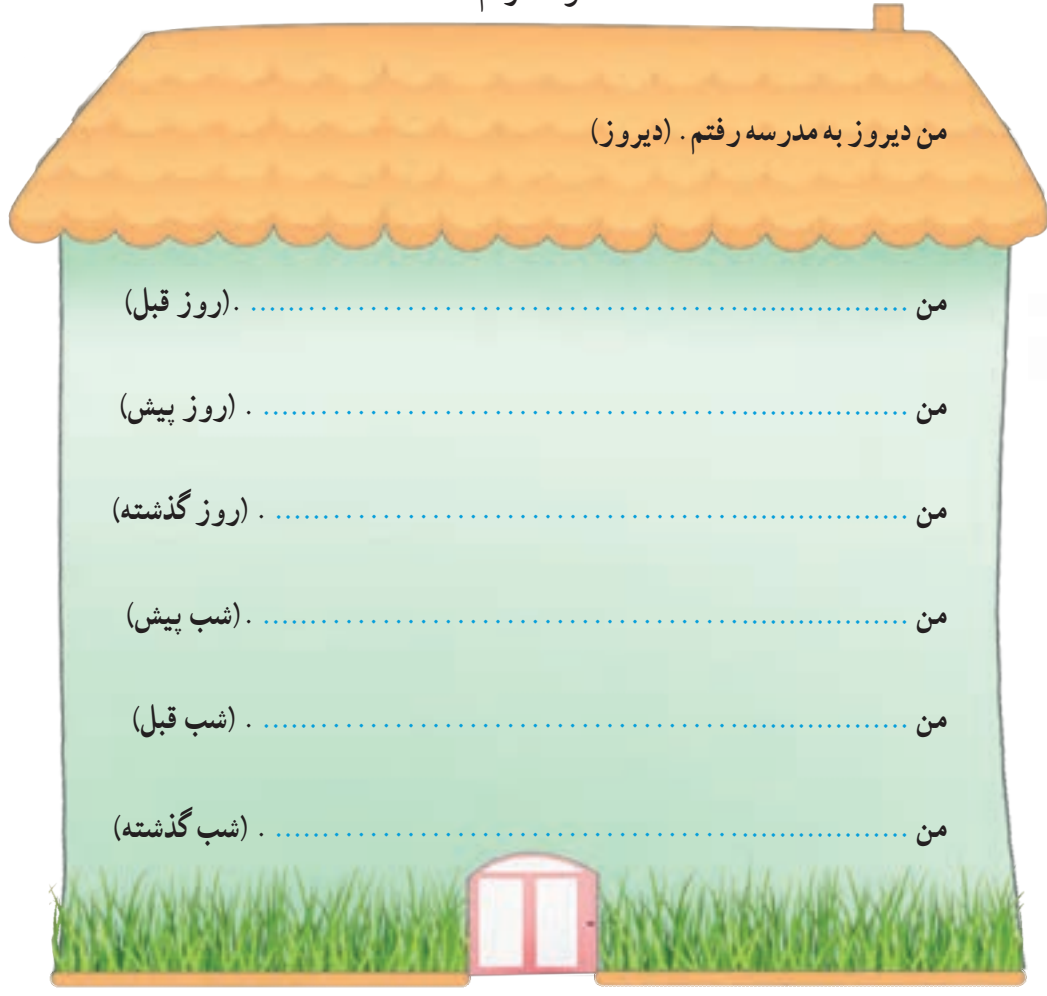 من دیروز به مدرسه رفتم. (دیروز)
من ........................................ .(روز قبل)
من ........................................ . (روز پیش)
من ........................................ . (روز گذشته)
من ........................................ .(شب پیش)
من ........................................ . (شب قبل)
من ........................................ . (شب گذشته)